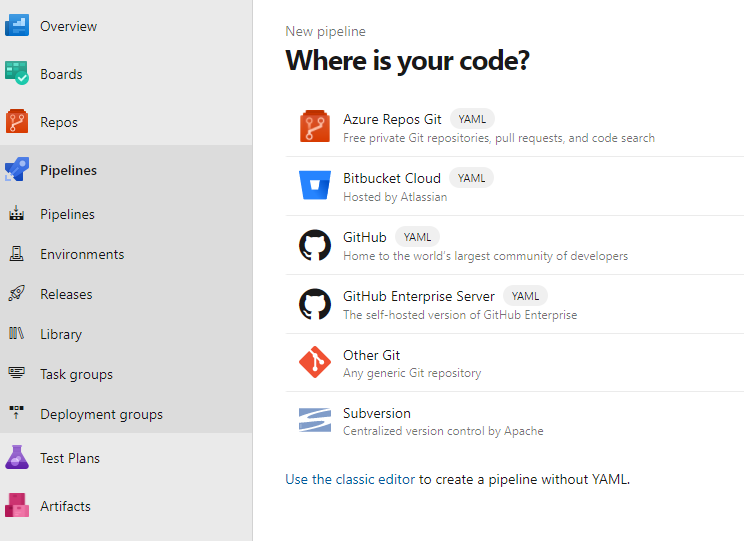 Overview
Boards
Repos
Pipelines
Pipelines
Environments
Releases
Library
Task groups
Deployment groups
Test Plans
Artifacts
New pipeline
Where is your code?
Azure Repos Git YAML
Free private Git repositories, pull requests, and code search
Bitbucket Cloud YAML
Hosted by Atlassian
GitHub YAML
Home to the world's largest community of developers
GitHub Enterprise Server YAML
The self-hosted version of GitHub Enterprise
Other Git
Any generic Git repository
Subversion
Centralized version control by Apache
Use the classic editor to create a pipeline without YAML.